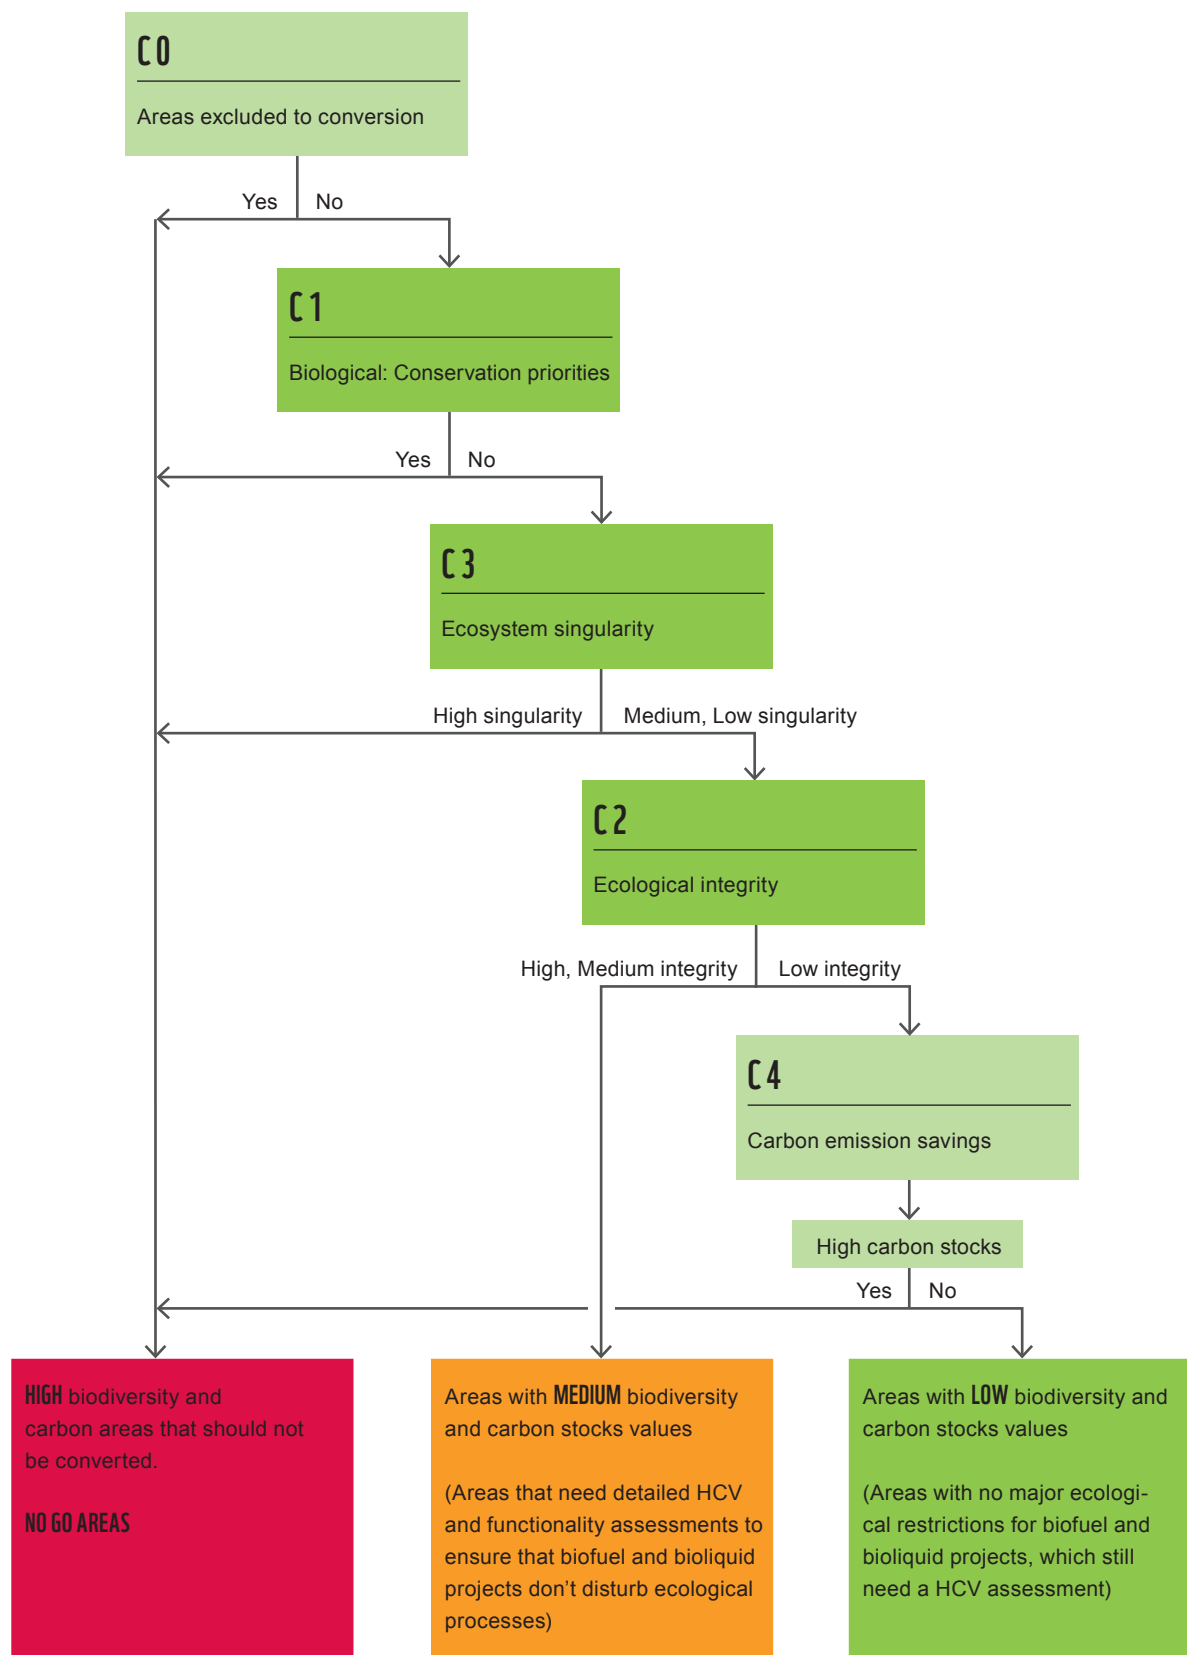 C0
Areas excluded to conversion
Yes
No
C1
Biological: Conservation priorities
Yes
No
C3
Ecosystem singularity
High singularity
Medium, Low singularity
C2
Ecological integrity
High, Medium integrity
Low integrity
C4
Carbon emission savings
High carbon stocks
Yes
No
HIGH biodiversity and
carbon areas that should not
be converted.
NO GO AREAS
Areas with MEDIUM biodiversity
and carbon stocks values
(Areas that need detailed HCV
and functionality assessments to
ensure that biofuel and bioliquid
projects don't disturb ecological
processes)
Areas with LOW biodiversity and
carbon stocks values
(Areas with no major ecologi-
cal restrictions for biofuel and
bioliquid projects, which still
need a HCV assessment)